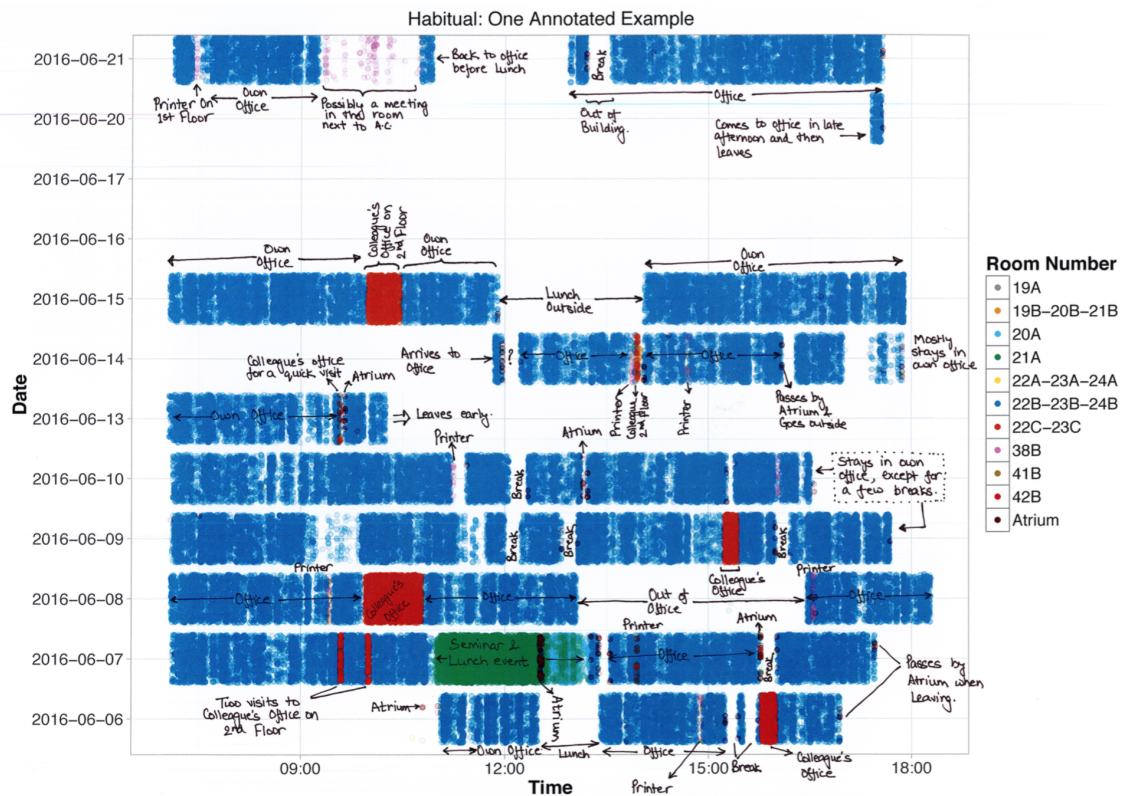 Habitual: One Annotated Example
2016-06-21
Break
← Back to office
before Lunch
Printer On
1st Floor
Own
Office
Possibly a meeting
in the room
next to A.C.
Office
Out of
Building.
2016-06-20
Comes to office in late
afternoon and then
leaves
2016-06-17
2016-06-16
Own
Office
Colleague's
Office on
2nd Floor
Own
Office
Own
Office
2016-06-15
Lunch
Outside
2016-06-14
Arrives to
Office
?
Office
Office
Mostly
stays in
own office
Printer
Colleague
2nd Floor
Printer
Passes by
Atrium &
Goes outside
Colleague's office
for a quick visit
Atrium
2016-06-13
Own Office
Leaves early.
Printer
Atrium
2016-06-10
Break
Stays in own
office, except for
a few breaks.
2016-06-09
Break
Break
Break
Colleague's
Office
Printer
Printer
2016-06-08
Office
Colleague's
Office
Office
Out of
Office
Office
Printer
Atrium
2016-06-07
Seminar &
Lunch event
Office
Break
Passes by
Atrium when
Leaving.
Two visits to
Colleague's Office on
2nd Floor
2016-06-06
Atrium
Atrium
Own Office
Lunch
Office
Printer
Break
Colleague's
Office
09:00
12:00
15:00
18:00
Time
Date
Room Number
19A
19B-20B-21B
20A
21A
22A-23A-24A
22B-23B-24B
22C-23C
38B
41B
42B
Atrium